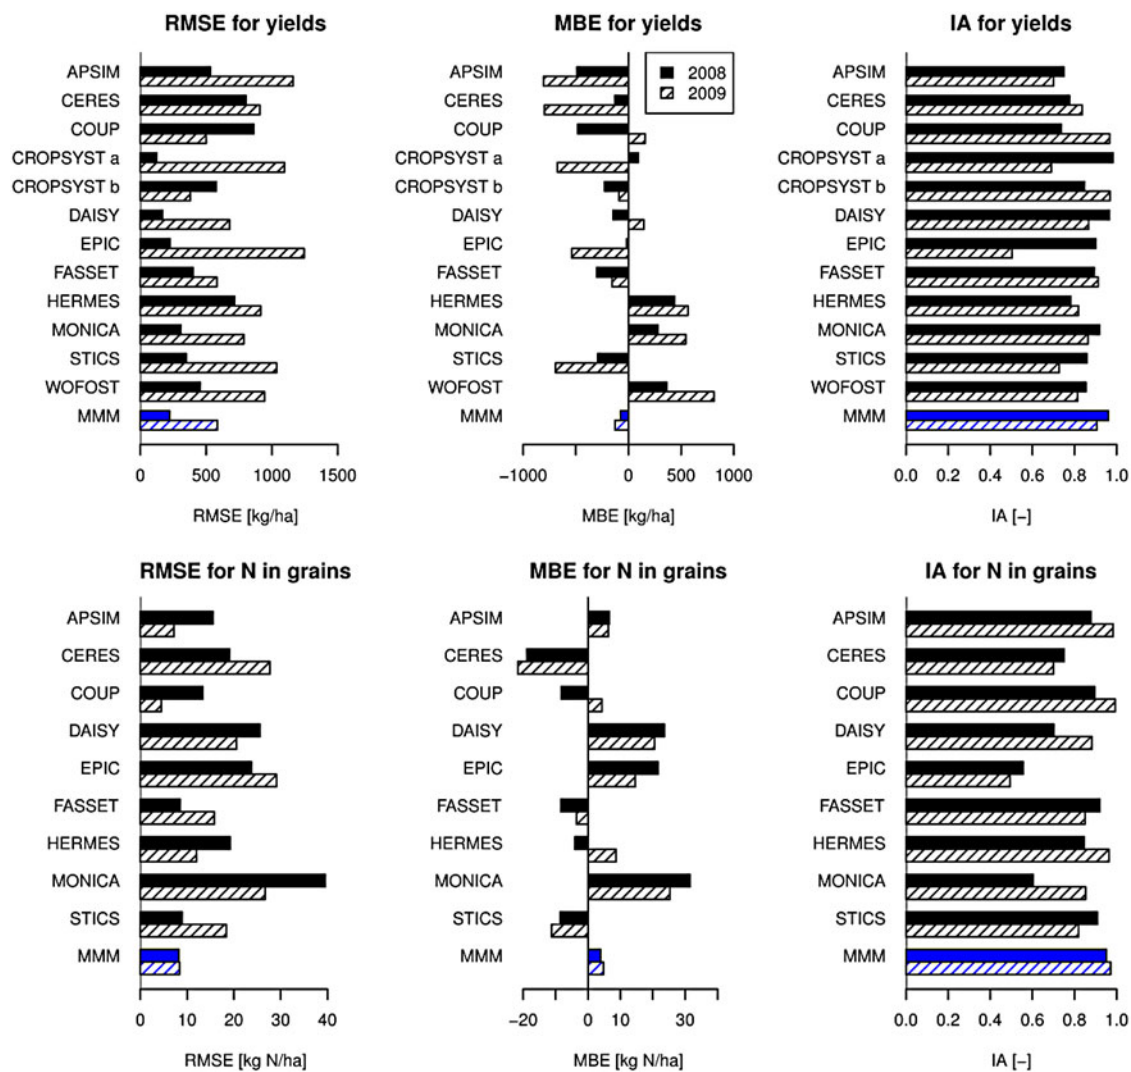 RMSE for yields
APSIM
CERES
COUP
CROPSYST a
CROPSYST b
DAISY
EPIC
FASSET
HERMES
MONICA
STICS
WOFOST
MMM
0 500 1000 1500
RMSE [kg/ha]
MBE for yields
2008
2009
APSIM
CERES
COUP
CROPSYST a
CROPSYST b
DAISY
EPIC
FASSET
HERMES
MONICA
STICS
WOFOST
MMM
−1000 −500 0 500 1000
MBE [kg/ha]
IA for yields
APSIM
CERES
COUP
CROPSYST a
CROPSYST b
DAISY
EPIC
FASSET
HERMES
MONICA
STICS
WOFOST
MMM
0.0 0.2 0.4 0.6 0.8 1.0
IA [−]
RMSE for N in grains
APSIM
CERES
COUP
DAISY
EPIC
FASSET
HERMES
MONICA
STICS
MMM
0 10 20 30 40
RMSE [kg N/ha]
MBE for N in grains
APSIM
CERES
COUP
DAISY
EPIC
FASSET
HERMES
MONICA
STICS
MMM
−20 0 10 30
MBE [kg N/ha]
IA for N in grains
APSIM
CERES
COUP
DAISY
EPIC
FASSET
HERMES
MONICA
STICS
MMM
0.0 0.2 0.4 0.6 0.8 1.0
IA [−]